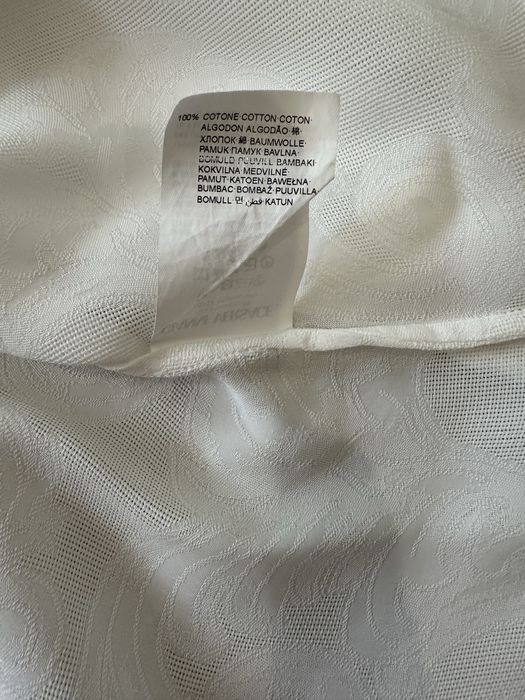 100% COTONE·COTTON·COTON·
ALGODON·ALGODÃO·棉·
ХЛОПОК·綿·BAUMWOLLE·
PAMUK·ПАМУК·BAVLNA·
BOMULD·PUUVILL·BAMBAKI·
KOKVILNA·MEDVILNĖ·
PAMUT·KATOEN·BAWEŁNA·
BUMBAC·BOMBAŽ·PUUVILLA·
BOMULL·면·قطن·KATUN